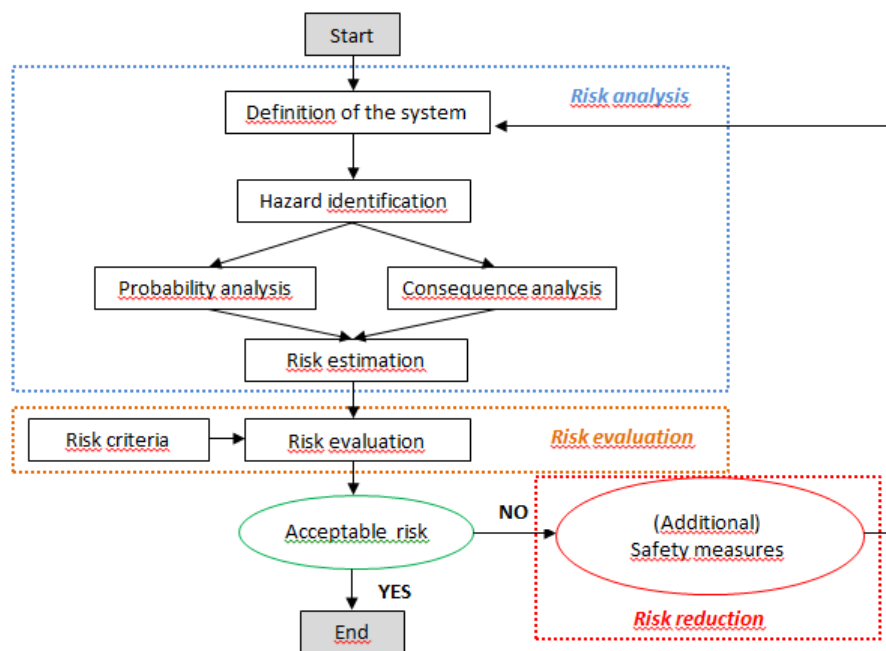 Start
Risk analysis
Definition of the system
Hazard identification
Probability analysis
Consequence analysis
Risk estimation
Risk criteria
Risk evaluation
Risk evaluation
Acceptable risk
NO
(Additional)
Safety measures
YES
Risk reduction
End